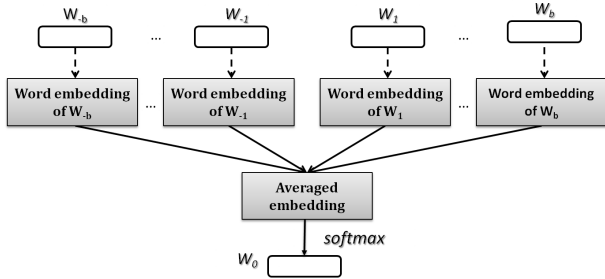 W-b
...
W-1
W1
...
Wb
Word embedding
of W-b
...
Word embedding
of W-1
Word embedding
of W1
...
Word embedding
of Wb
Averaged
embedding
softmax
W0